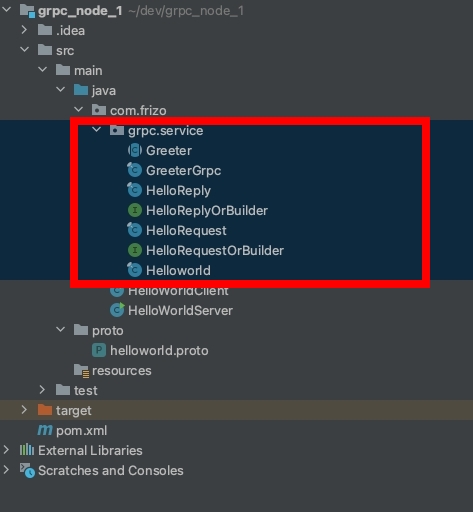 grpc_node_1 ~/dev/grpc_node_1
.idea
src
main
java
com.frizo
grpc.service
Greeter
GreeterGrpc
HelloReply
HelloReplyOrBuilder
HelloRequest
HelloRequestOrBuilder
Helloworld
HelloWorldClient
HelloWorldServer
proto
helloworld.proto
resources
test
target
pom.xml
External Libraries
Scratches and Consoles